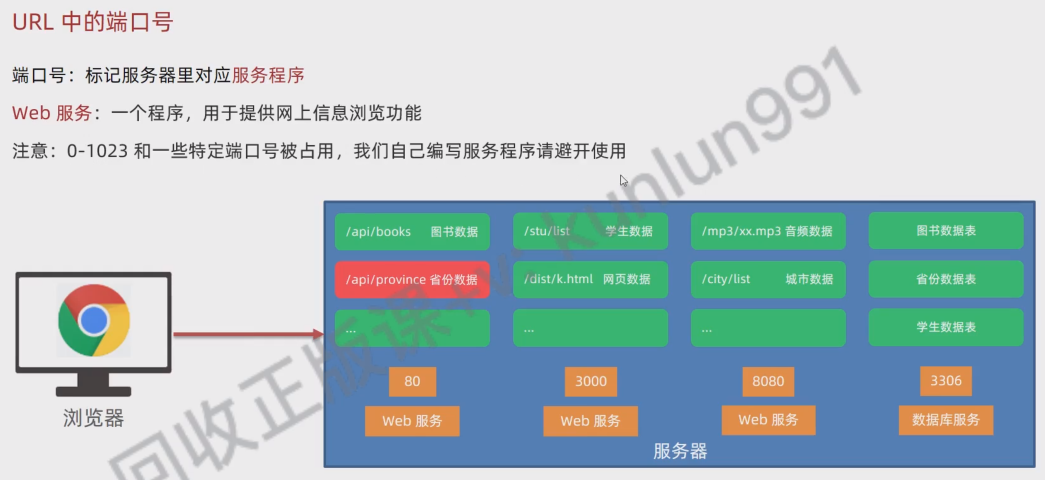 URL 中的端口号
端口号：标记服务器里对应服务程序
Web 服务：一个程序，用于提供网上信息浏览功能
注意：0-1023 和一些特定端口号被占用，我们自己编写服务程序请避开使用
/api/books 图书数据
/stu/list 学生数据
/mp3/xx.mp3 音频数据
图书数据表
/api/province 省份数据
/dist/k.html 网页数据
/city/list 城市数据
省份数据表
...
...
...
学生数据表
80
3000
8080
3306
Web 服务
Web 服务
Web 服务
数据库服务
浏览器
服务器